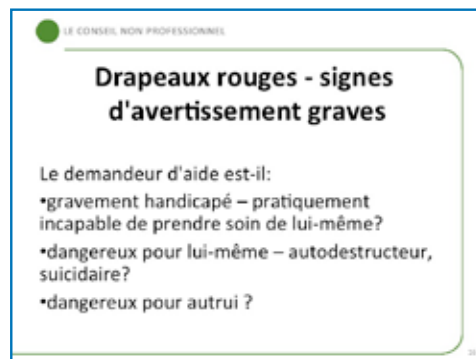 LE CONSEIL NON PROFESSIONNEL
Drapeaux rouges - signes
d'avertissement graves
Le demandeur d'aide est-il:
•gravement handicapé – pratiquement
incapable de prendre soin de lui-même?
•dangereux pour lui-même – autodestructeur,
suicidaire?
•dangereux pour autrui ?